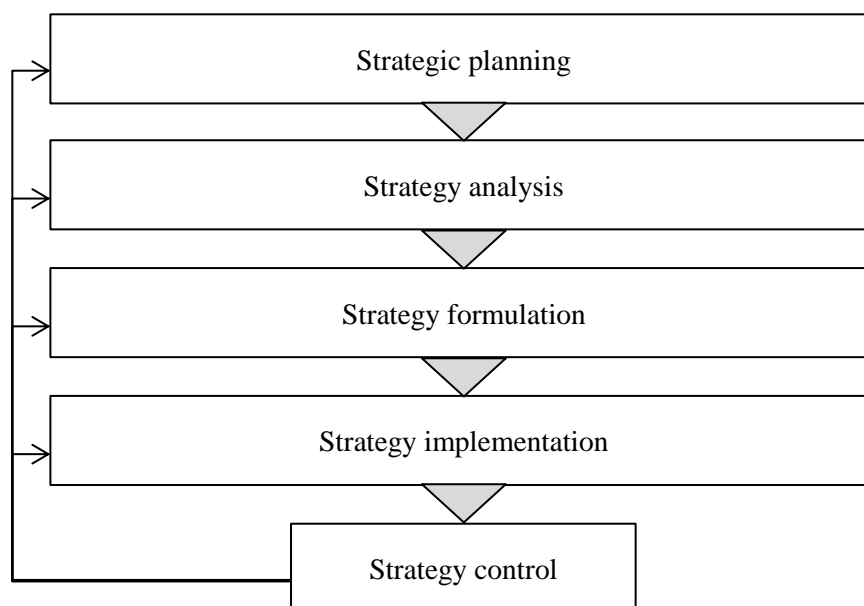 Strategic planning
Strategy analysis
Strategy formulation
Strategy implementation
Strategy control